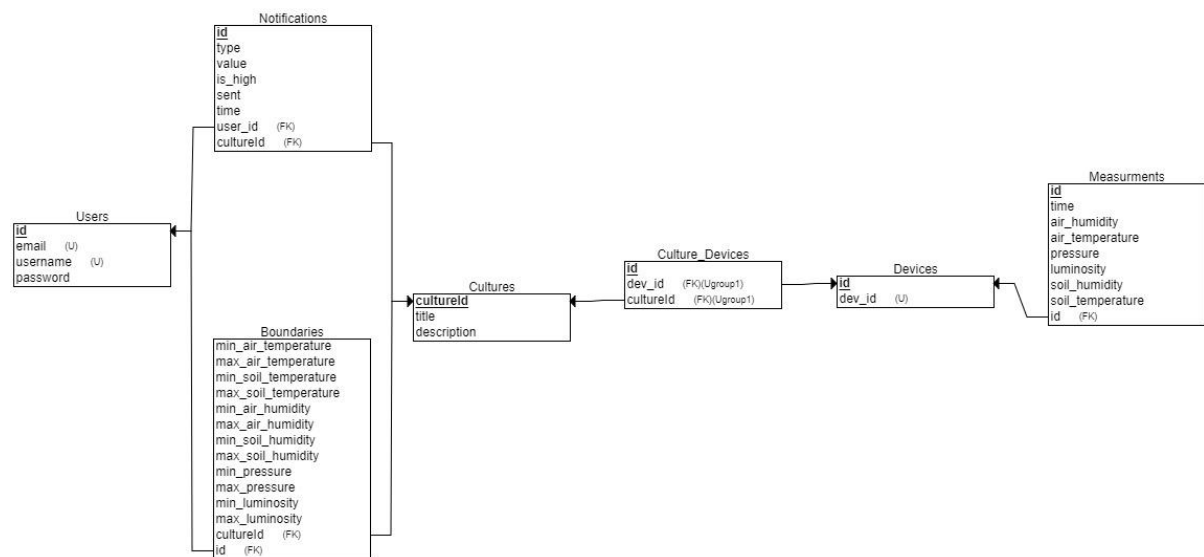 Notifications
id
type
value
is_high
sent
time
user_id (FK)
cultureId (FK)
Users
id
email (U)
username (U)
password
Boundaries
min_air_temperature
max_air_temperature
min_soil_temperature
max_soil_temperature
min_air_humidity
max_air_humidity
min_soil_humidity
max_soil_humidity
min_pressure
max_pressure
min_luminosity
max_luminosity
cultureId (FK)
id (FK)
Cultures
cultureId
title
description
Culture_Devices
id
dev_id (FK)(Ugroup1)
cultureId (FK)(Ugroup1)
Devices
id
dev_id (U)
Measurments
id
time
air_humidity
air_temperature
pressure
luminosity
soil_humidity
soil_temperature
id (FK)